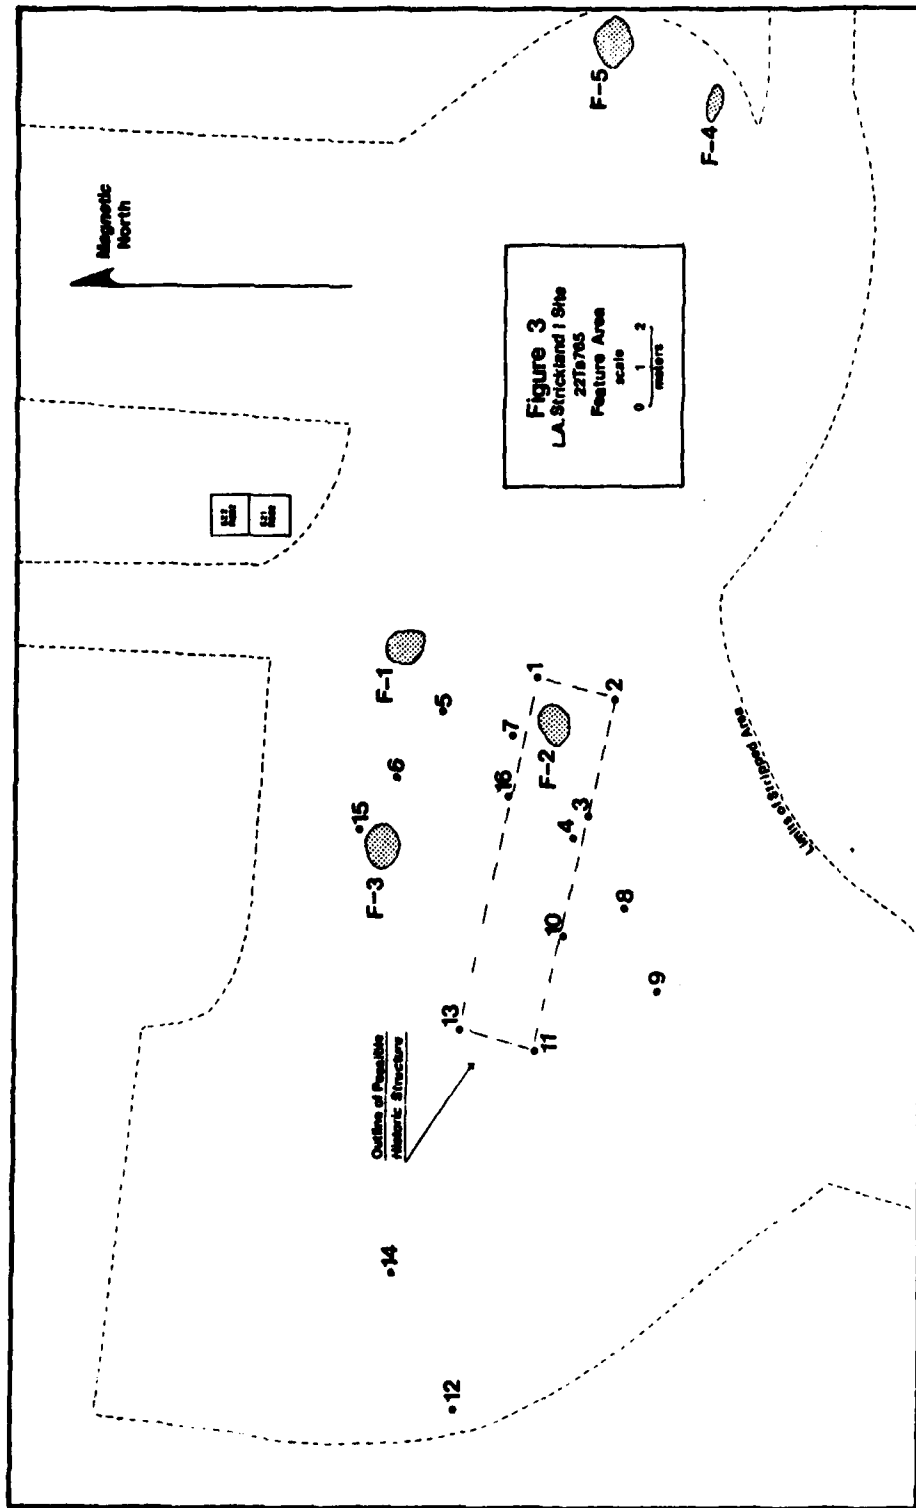 Magnetic
North
F-5
F-4
Figure 3
L.A. Strickland I Site
22Ts765
Feature Area
scale
0 1 2
meters
F-1
5
6
15
F-3
7
16
1
F-2
2
3
4
10
8
9
13
11
Outline of Possible
Historic Structure
Limits of Stripped Area
14
12